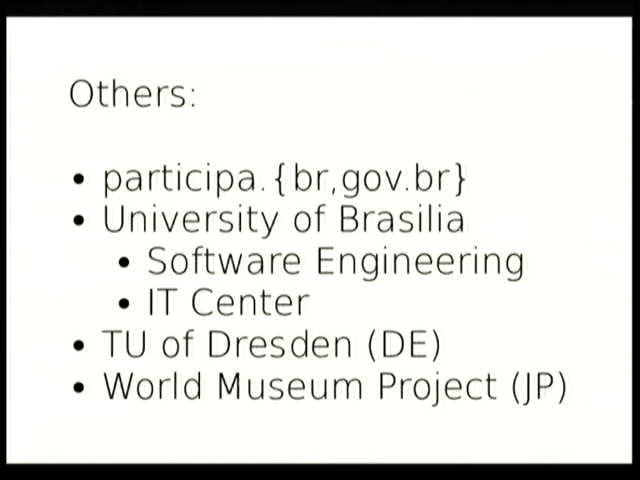 Others:
• participa.{br,gov.br}
• University of Brasilia
• Software Engineering
• IT Center
• TU of Dresden (DE)
• World Museum Project (JP)